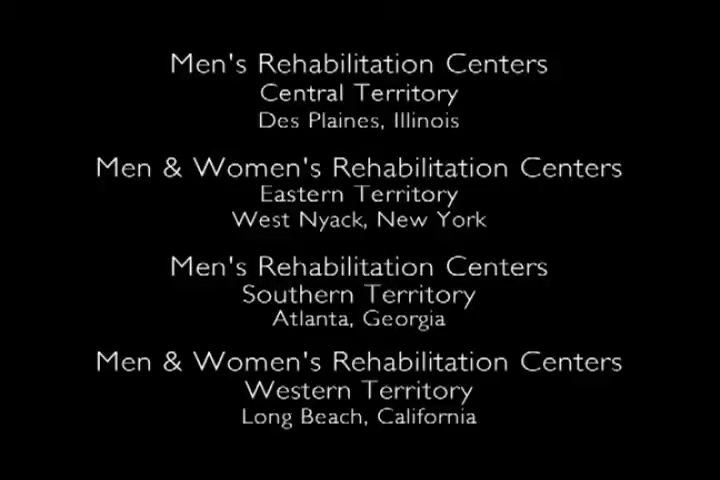 Men's Rehabilitation Centers
Central Territory
Des Plaines, Illinois
Men & Women's Rehabilitation Centers
Eastern Territory
West Nyack, New York
Men's Rehabilitation Centers
Southern Territory
Atlanta, Georgia
Men & Women's Rehabilitation Centers
Western Territory
Long Beach, California